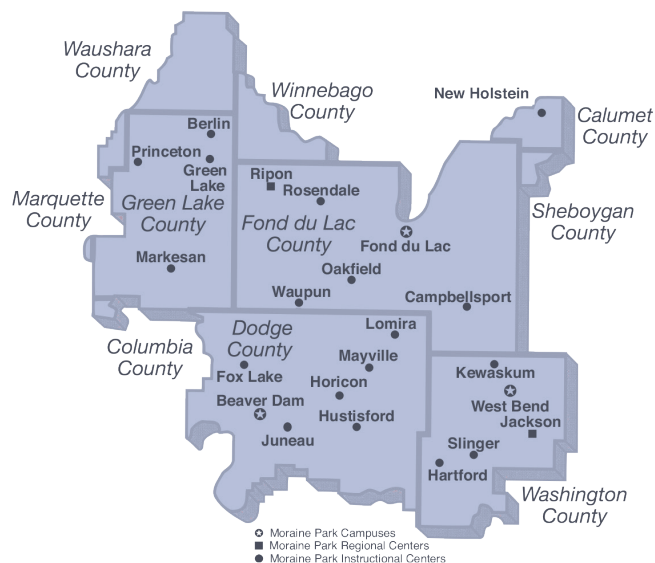 Waushara
County
Winnebago
County
New Holstein
Calumet
County
Berlin
Princeton
Green
Lake
Ripon
Rosendale
Marquette
County
Green Lake
County
Fond du Lac
County
Sheboygan
County
Fond du Lac
Markesan
Oakfield
Waupun
Campbellsport
Columbia
County
Dodge
County
Lomira
Mayville
Fox Lake
Horicon
Kewaskum
Beaver Dam
West Bend
Hustisford
Jackson
Juneau
Slinger
Hartford
Washington
County
Moraine Park Campuses
Moraine Park Regional Centers
Moraine Park Instructional Centers